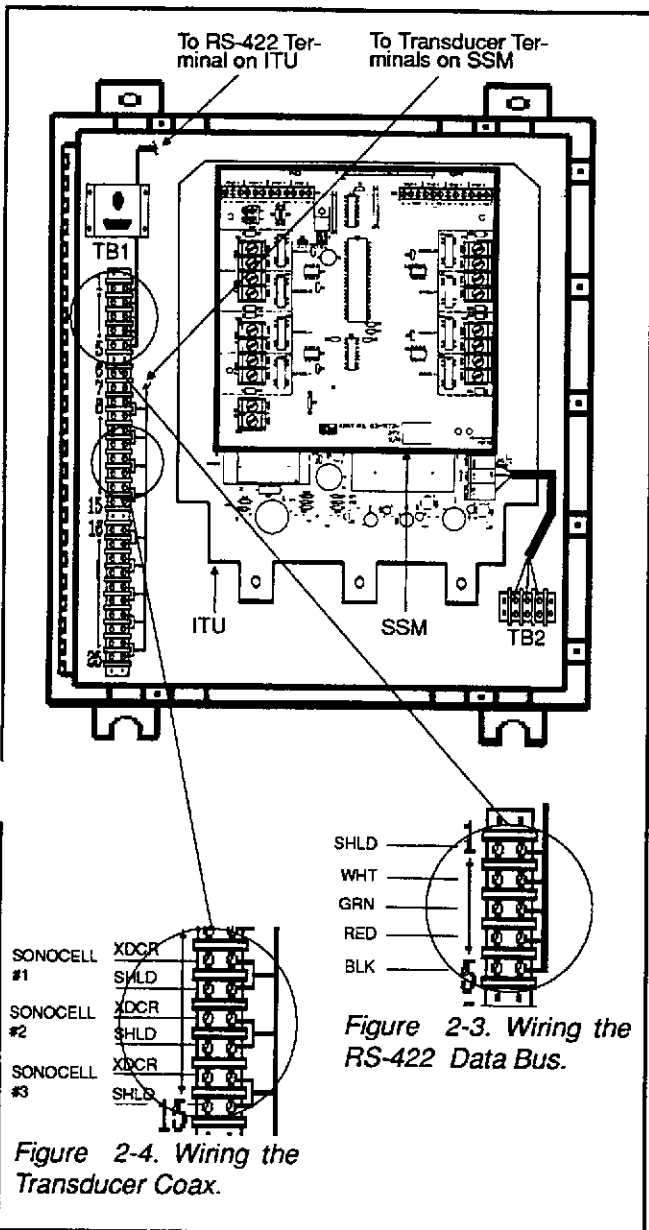 To RS-422 Ter-
minal on ITU
To Transducer Ter-
minals on SSM
TB1
5
6
7
8
15
16
26
ITU
SSM
TB2
SHLD
WHT
GRN
RED
BLK
1
5
Figure 2-3. Wiring the
RS-422 Data Bus.
SONOCELL
#1
XDCR
SHLD
SONOCELL
#2
XDCR
SHLD
SONOCELL
#3
XDCR
SHLD
15
Figure 2-4. Wiring the
Transducer Coax.